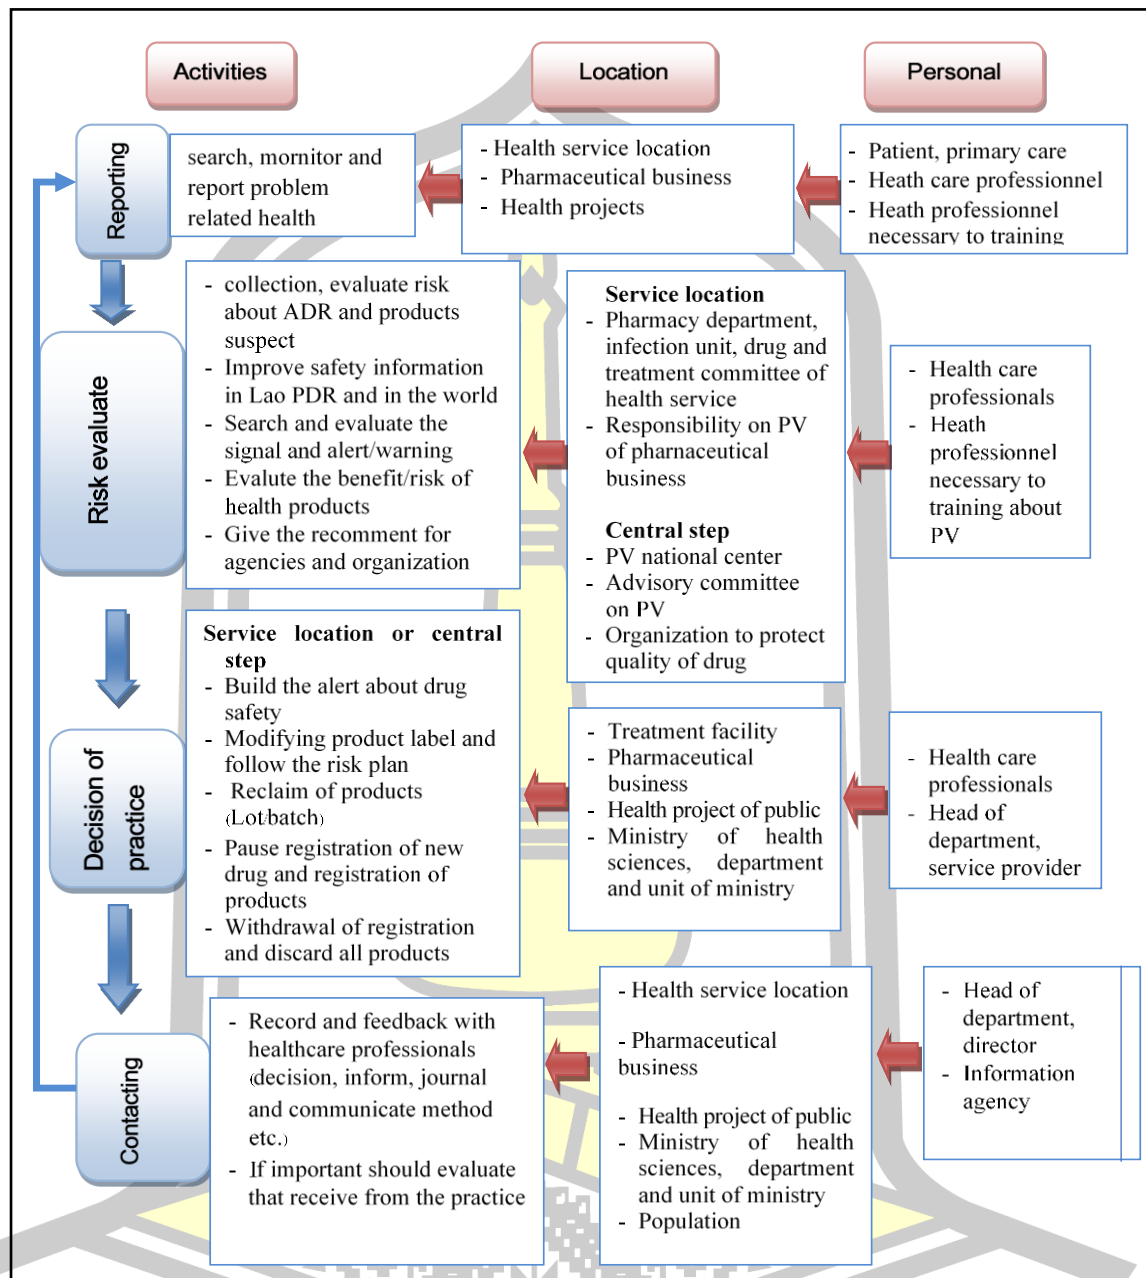 Activities
Location
Personal
Reporting
search, mornitor and
report problem
related health
- Health service location
- Pharmaceutical business
- Health projects
- Patient, primary care
- Heath care professionnel
- Heath professionnel
necessary to training
Risk evaluate
- collection, evaluate risk
about ADR and products
suspect
- Improve safety information
in Lao PDR and in the world
- Search and evaluate the
signal and alert/warning
- Evalute the benefit/risk of
health products
- Give the recomment for
agencies and organization
Service location
- Pharmacy department,
infection unit, drug and
treatment committee of
health service
- Responsibility on PV
of pharmaceutical
business
Central step
- PV national center
- Advisory committee
on PV
- Organization to protect
quality of drug
- Health care
professionals
- Heath
professionnel
necessary to
training about
PV
Decision of
practice
Service location or central
step
- Build the alert about drug
safety
- Modifying product label and
follow the risk plan
- Reclaim of products
(Lot/batch)
- Pause registration of new
drug and registration of
products
- Withdrawal of registration
and discard all products
- Treatment facility
- Pharmaceutical
business
- Health project of public
- Ministry of health
sciences, department
and unit of ministry
- Health care
professionals
- Head of
department,
service provider
Contacting
- Record and feedback with
healthcare professionals
(decision, inform, journal
and communicate method
etc.)
- If important should evaluate
that receive from the practice
- Health service location
- Pharmaceutical
business
- Health project of public
- Ministry of health
sciences, department
and unit of ministry
- Population
- Head of
department,
director
- Information
agency